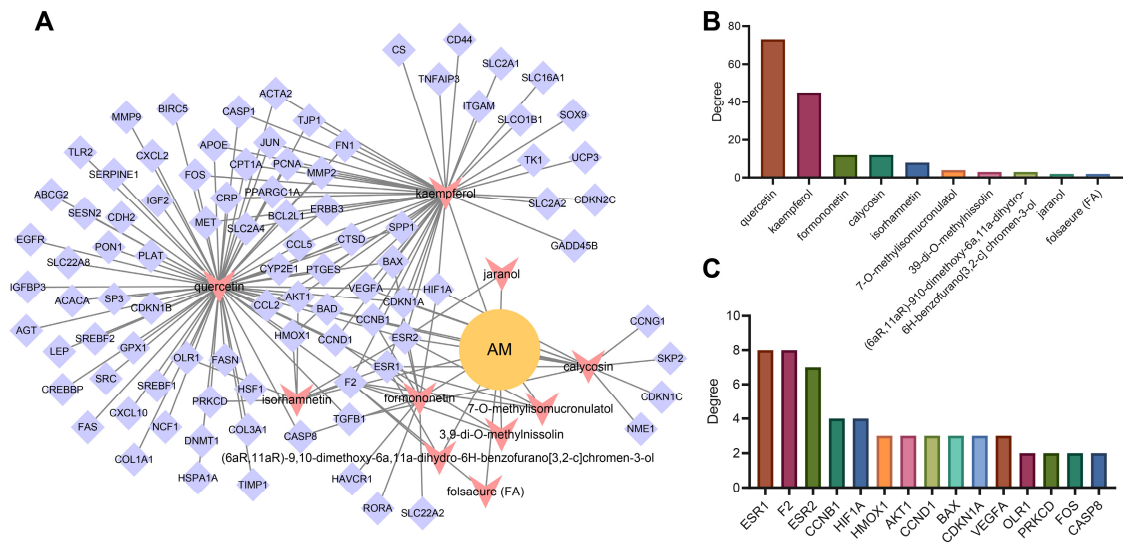 A
CS
CD44
SLC2A1
TNFAIP3
SLC16A1
ACTA2
ITGAM
BIRC5
CASP1
SOX9
MMP9
TJP1
SLCO1B1
JUN
FN1
APOE
TLR2
CXCL2
CPT1A
PCNA
TK1
UCP3
SERPINE1
FOS
MMP2
ABCG2
IGF2
CRP
PPARGC1A
kaempferol
CDKN2C
SLC2A2
SESN2
CDH2
MET
BCL2L1
ERBB3
SLC2A4
SPP1
EGFR
PON1
CCL5
CTSD
GADD45B
SLC22A8
PLAT
CYP2E1
PTGES
BAX
jaranol
IGFBP3
quercetin
VEGFA
HIF1A
ACACA
SP3
CDKN1B
CCL2
AKT1
BAD
CDKN1A
AGT
SREBF2
CCNB1
CCNG1
LEP
GPX1
HMOX1
CCND1
ESR2
AM
OLR1
FASN
SKP2
CREBBP
SRC
SREBF1
HSF1
F2
ESR1
calycosin
PRKCD
isorhamnetin
formononetin
CDKN1C
FAS
CXCL10
NCF1
COL3A1
TGFB1
7-O-methylisomucronulatol
NME1
DNMT1
CASP8
3,9-di-O-methylnissolin
COL1A1
(6aR,11aR)-9,10-dimethoxy-6a,11a-dihydro-6H-benzofurano[3,2-c]chromen-3-ol
HSPA1A
TIMP1
HAVCR1
folsaeure (FA)
RORA
SLC22A2
B
Degree
80
60
40
20
0
quercetin
kaempferol
formononetin
calycosin
isorhamnetin
7-O-methylisomucronulatol
39-di-O-methylnissolin
(6aR,11aR)-910-dimethoxy-6a,11a-dihydro-
6H-benzofurano[3,2-c] chromen-3-ol
jaranol
folsaeure (FA)
C
Degree
10
8
6
4
2
0
ESR1
F2
ESR2
CCNB1
HIF1A
HMOX1
AKT1
CCND1
BAX
CDKN1A
VEGFA
OLR1
PRKCD
FOS
CASP8